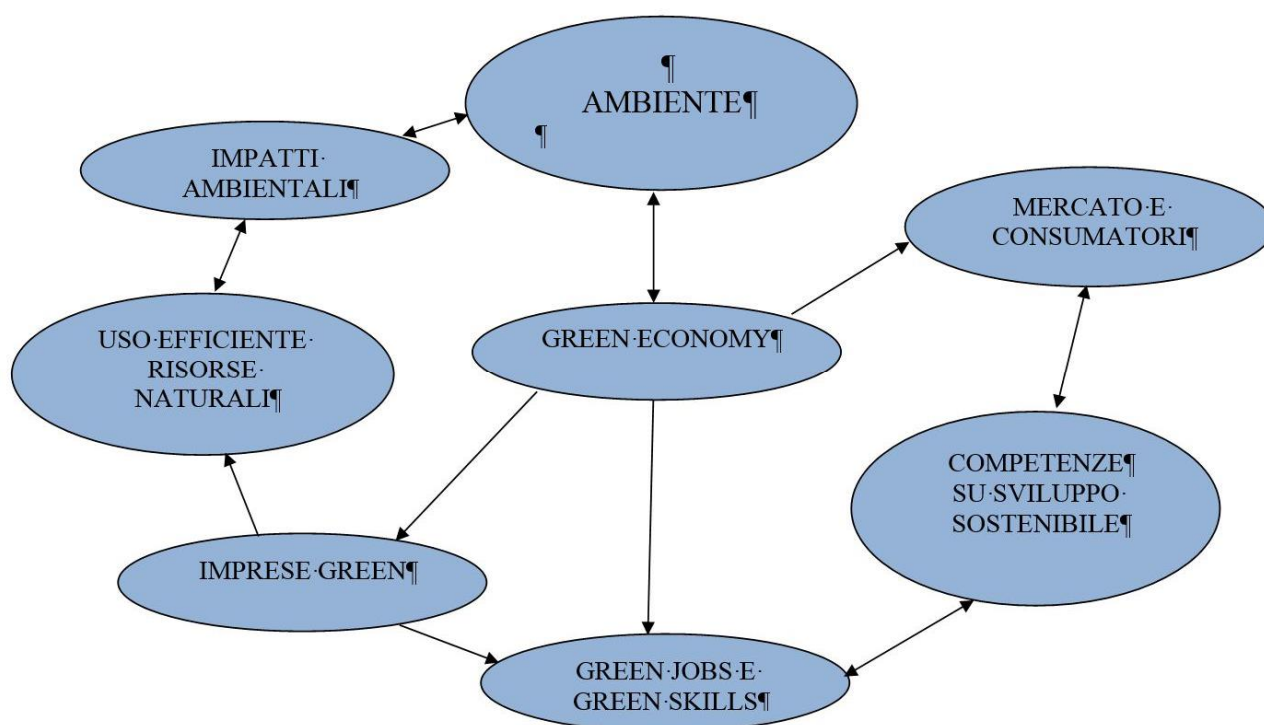 ¶
AMBIENTE¶
¶
IMPATTI·
AMBIENTALI¶
MERCATO·E·
CONSUMATORI¶
USO·EFFICIENTE·
RISORSE·
NATURALI¶
GREEN·ECONOMY¶
COMPETENZE¶
SU·SVILUPPO·
SOSTENIBILE¶
IMPRESE·GREEN¶
GREEN·JOBS·E·
GREEN·SKILLS¶